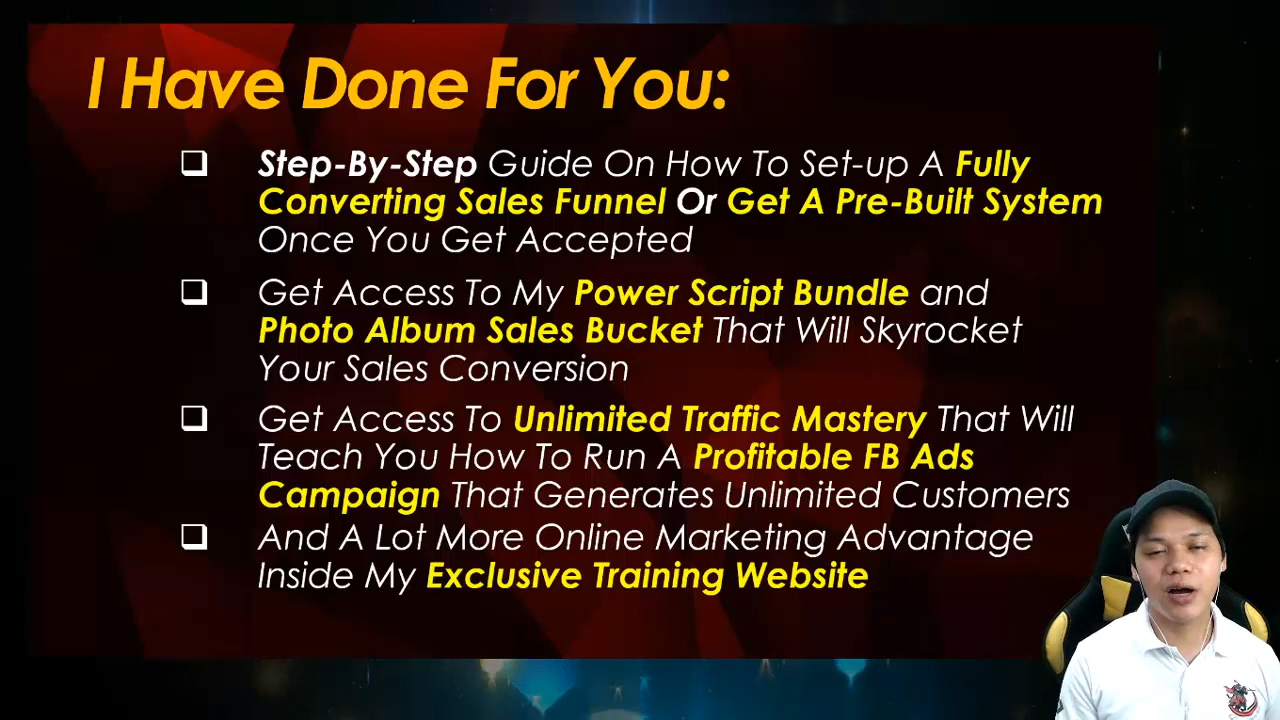 I Have Done For You:
Step-By-Step Guide On How To Set-up A Fully
Converting Sales Funnel Or Get A Pre-Built System
Once You Get Accepted
Get Access To My Power Script Bundle and
Photo Album Sales Bucket That Will Skyrocket
Your Sales Conversion
Get Access To Unlimited Traffic Mastery That Will
Teach You How To Run A Profitable FB Ads
Campaign That Generates Unlimited Customers
And A Lot More Online Marketing Advantage
Inside My Exclusive Training Website